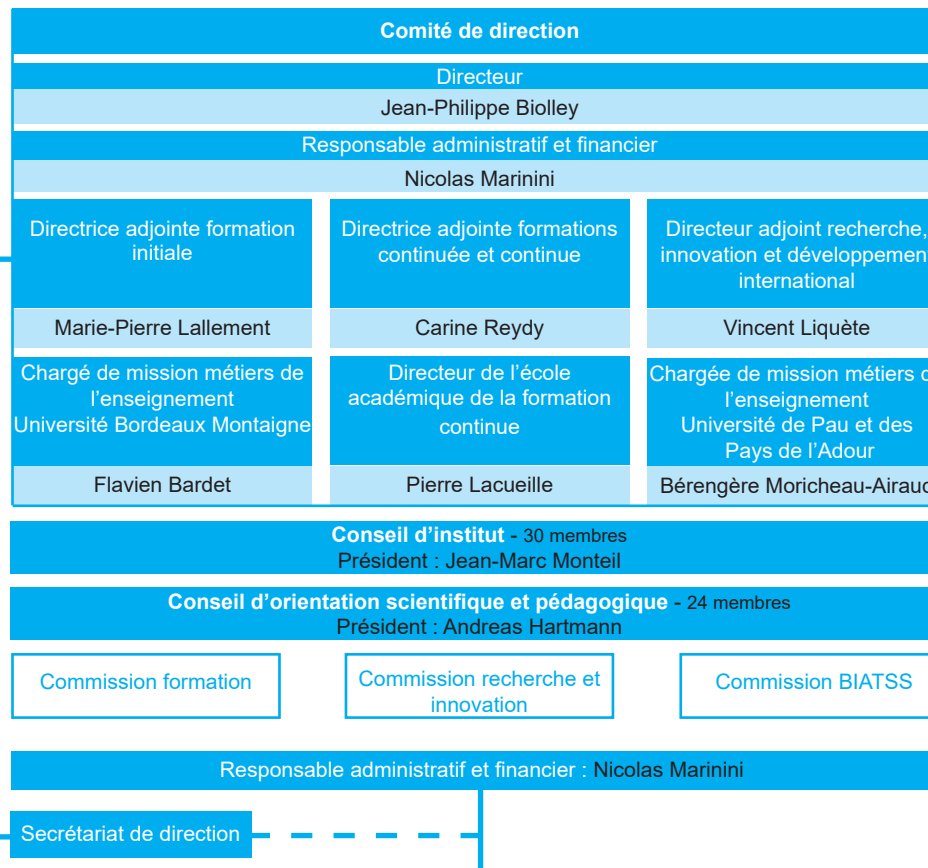 Comité de direction
Directeur
Jean-Philippe Biolley
Responsable administratif et financier
Nicolas Marinini
Directrice adjointe formation
initiale
Marie-Pierre Lallement
Directrice adjointe formations
continuée et continue
Carine Reydy
Directeur adjoint recherche,
innovation et développement
international
Vincent Liquète
Chargé de mission métiers de
l’enseignement
Université Bordeaux Montaigne
Flavien Bardet
Directeur de l’école
académique de la formation
continue
Pierre Lacueille
Chargée de mission métiers
l’enseignement
Université de Pau et des
Pays de l’Adour
Bérengère Moricheau-Airaud
Conseil d’institut - 30 membres
Président : Jean-Marc Monteil
Conseil d’orientation scientifique et pédagogique - 24 membres
Président : Andreas Hartmann
Commission formation
Commission recherche et
innovation
Commission BIATSS
Responsable administratif et financier : Nicolas Marinini
Secrétariat de direction